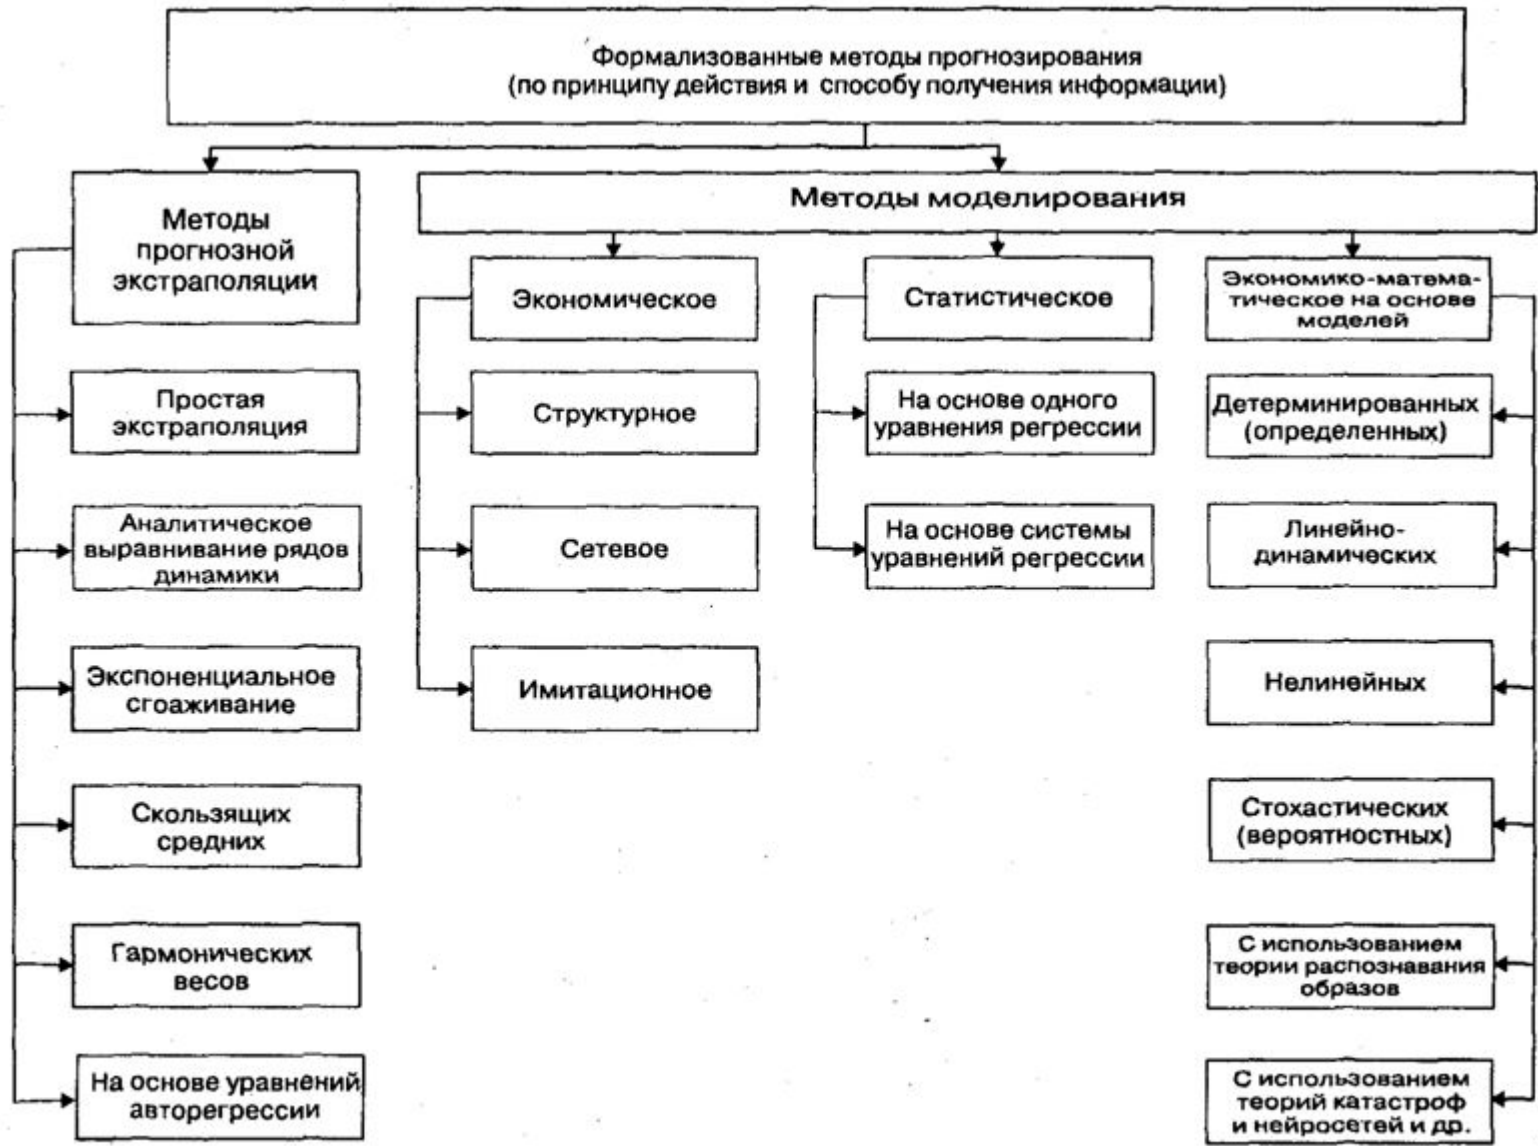 Формализованные методы прогнозирования
(по принципу действия и способу получения информации)
Методы
прогнозной
экстраполяции
Простая
экстраполяция
Аналитическое
выравнивание рядов
динамики
Экспоненциальное
сгоаживание
Скользящих
средних
Гармонических
весов
На основе уравнений
авторегрессии
Методы моделирования
Экономическое
Структурное
Сетевое
Имитационное
Статистическое
На основе одного
уравнения регрессии
На основе системы
уравнений регрессии
Экономико-матема-
тическое на основе
моделей
Детерминированных
(определенных)
Линейно-
динамических
Нелинейных
Стохастических
(вероятностных)
С использованием
теории распознавания
образов
С использованием
теорий катастроф
и нейросетей и др.